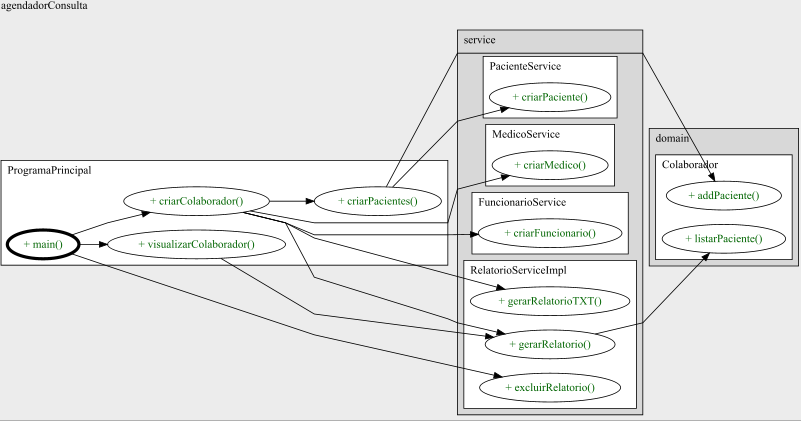 agendadorConsulta
service
PacienteService
+ criarPaciente()
MedicoService
+ criarMedico()
domain
ProgramaPrincipal
Colaborador
+ criarColaborador()
+ criarPacientes()
FuncionarioService
+ addPaciente()
+ main()
+ visualizarColaborador()
+ criarFuncionario()
+ listarPaciente()
RelatorioServiceImpl
+ gerarRelatorioTXT()
+ gerarRelatorio()
+ excluirRelatorio()